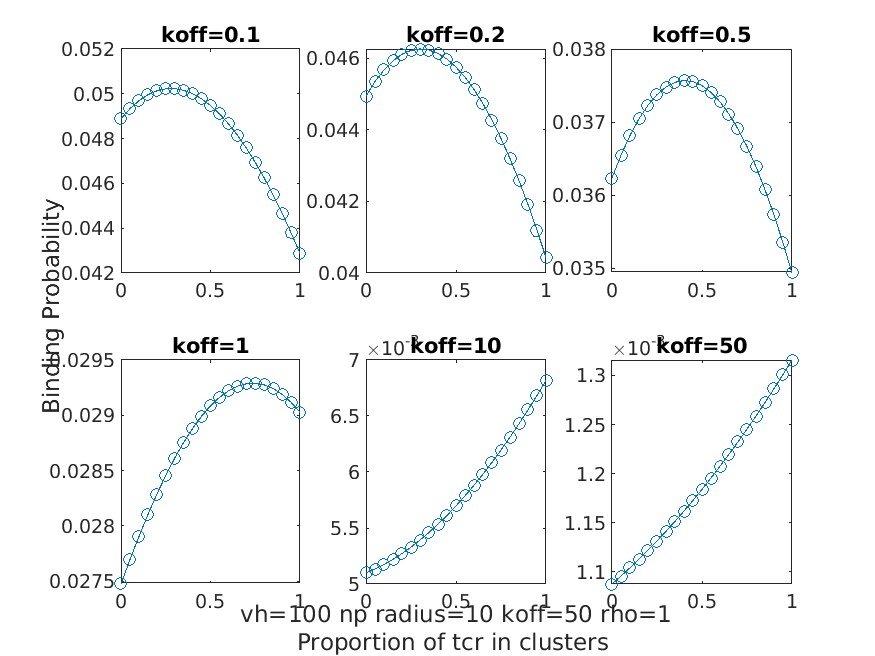 koff=0.1
koff=0.2
koff=0.5
0.052
0.05
0.048
0.046
0.044
0.042
0 0.5 1
0.046
0.044
0.042
0.04
0 0.5 1
0.038
0.037
0.036
0.035
0 0.5 1
Binding Probability
koff=1
0.0295
0.029
0.0285
0.028
0.0275
0 0.5 1
×10-3
koff=10
7
6.5
6
5.5
5
0 0.5 1
×10-3
koff=50
1.3
1.25
1.2
1.15
1.1
0 0.5 1
vh=100 np radius=10 koff=50 rho=1
Proportion of tcr in clusters